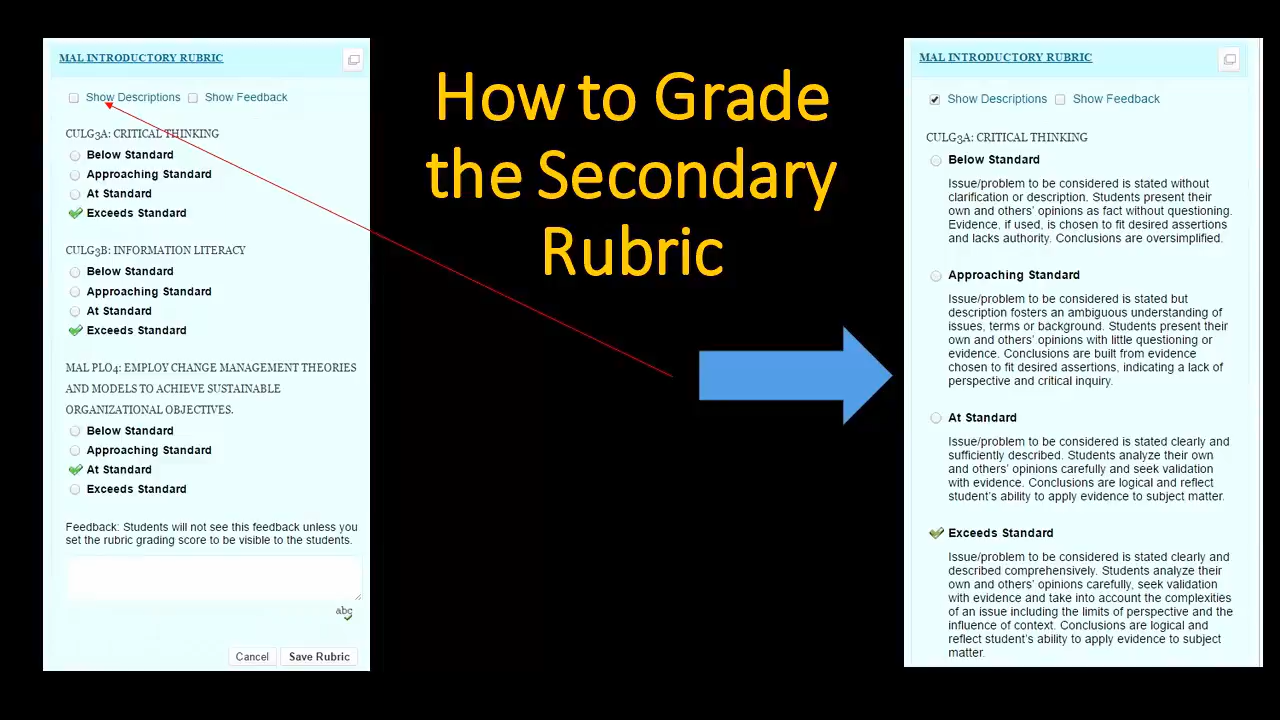 MAL INTRODUCTORY RUBRIC
Show Descriptions Show Feedback
CULG3A: CRITICAL THINKING
Below Standard
Approaching Standard
At Standard
Exceeds Standard
CULG3B: INFORMATION LITERACY
Below Standard
Approaching Standard
At Standard
Exceeds Standard
MAL PLO4: EMPLOY CHANGE MANAGEMENT THEORIES
AND MODELS TO ACHIEVE SUSTAINABLE
ORGANIZATIONAL OBJECTIVES.
Below Standard
Approaching Standard
At Standard
Exceeds Standard
Feedback: Students will not see this feedback unless you
set the rubric grading score to be visible to the students.
abc
Cancel Save Rubric
How to Grade
the Secondary
Rubric
MAL INTRODUCTORY RUBRIC
Show Descriptions Show Feedback
CULG3A: CRITICAL THINKING
Below Standard
Issue/problem to be considered is stated without
clarification or description. Students present their
own and others' opinions as fact without questioning.
Evidence, if used, is chosen to fit desired assertions
and lacks authority. Conclusions are oversimplified.
Approaching Standard
Issue/problem to be considered is stated but
description fosters an ambiguous understanding of
issues, terms or background. Students present their
own and others' opinions with little questioning or
evidence. Conclusions are built from evidence
chosen to fit desired assertions, indicating a lack of
perspective and critical inquiry.
At Standard
Issue/problem to be considered is stated clearly and
sufficiently described. Students analyze their own
and others' opinions carefully and seek validation
with evidence. Conclusions are logical and reflect
student's ability to apply evidence to subject matter.
Exceeds Standard
Issue/problem to be considered is stated clearly and
described comprehensively. Students analyze their
own and others' opinions carefully, seek validation
with evidence and take into account the complexities
of an issue including the limits of perspective and the
influence of context. Conclusions are logical and
reflect student's ability to apply evidence to subject
matter.